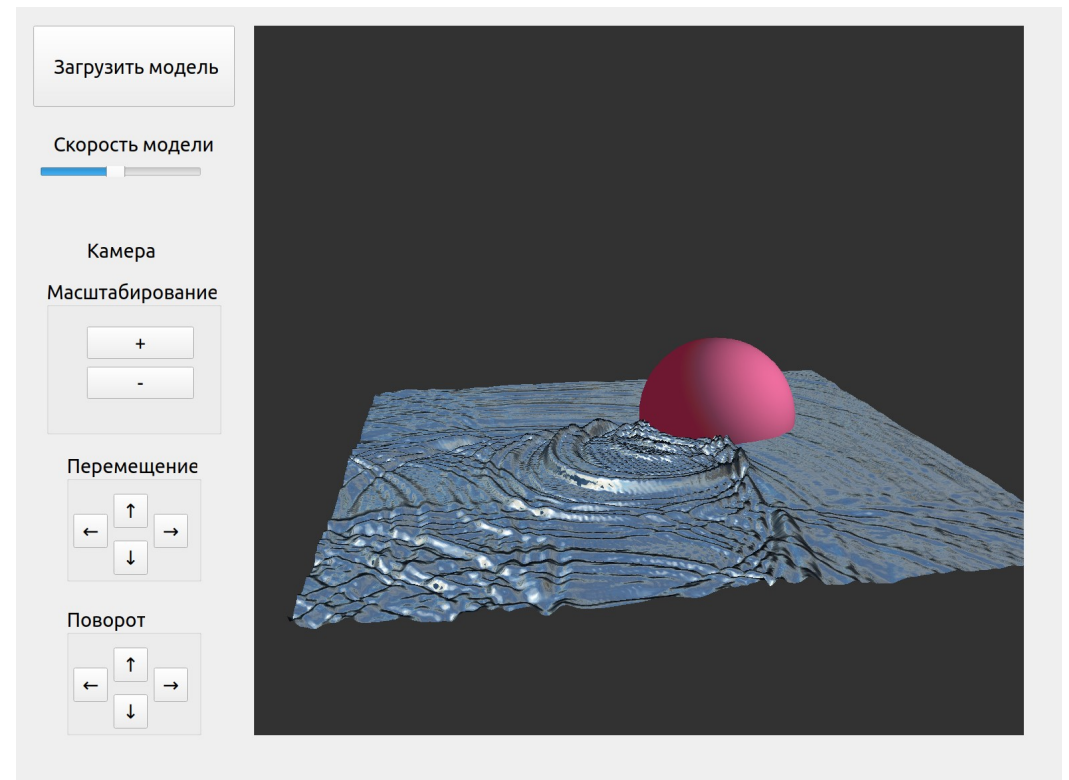 Загрузить модель
Скорость модели
Камера
Масштабирование
+
-
Перемещение
↑
← →
↓
Поворот
↑
← →
↓